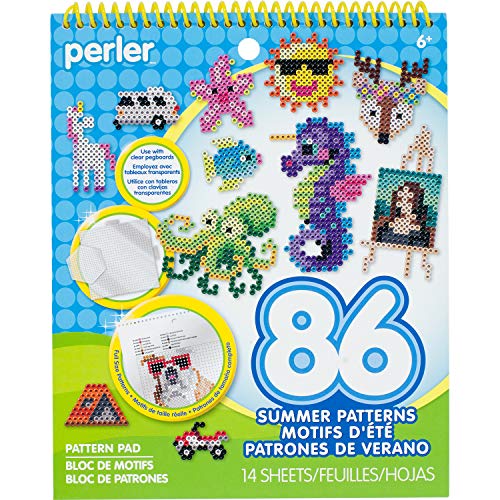 perler
6+
Use with
clear pegboards
Employez avec
tableaux transparents
Utilice con tableros
con clavijas
transparentes
Full Size Patterns • Motifs de taille réelle • Patrones de tamaño completo
86
SUMMER PATTERNS
MOTIFS D'ÉTÉ
PATRONES DE VERANO
PATTERN PAD
BLOC DE MOTIFS
BLOC DE PATRONES
14 SHEETS/FEUILLES/HOJAS